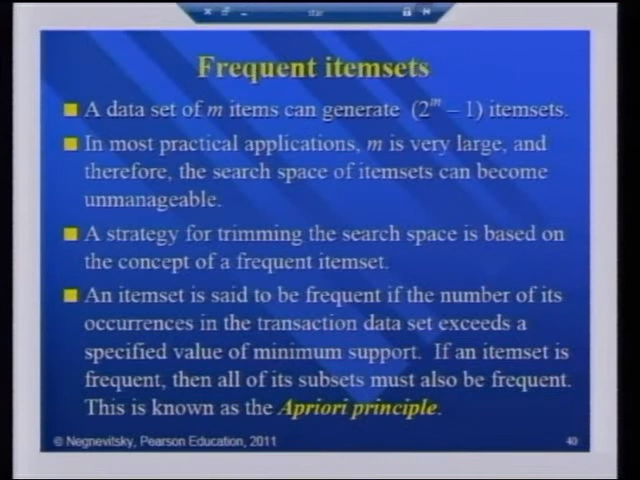 star
Frequent itemsets
A data set of m items can generate (2^m – 1) itemsets.
In most practical applications, m is very large, and
therefore, the search space of itemsets can become
unmanageable.
A strategy for trimming the search space is based on
the concept of a frequent itemset.
An itemset is said to be frequent if the number of its
occurrences in the transaction data set exceeds a
specified value of minimum support. If an itemset is
frequent, then all of its subsets must also be frequent.
This is known as the Apriori principle.
© Negnevitsky, Pearson Education, 2011
40